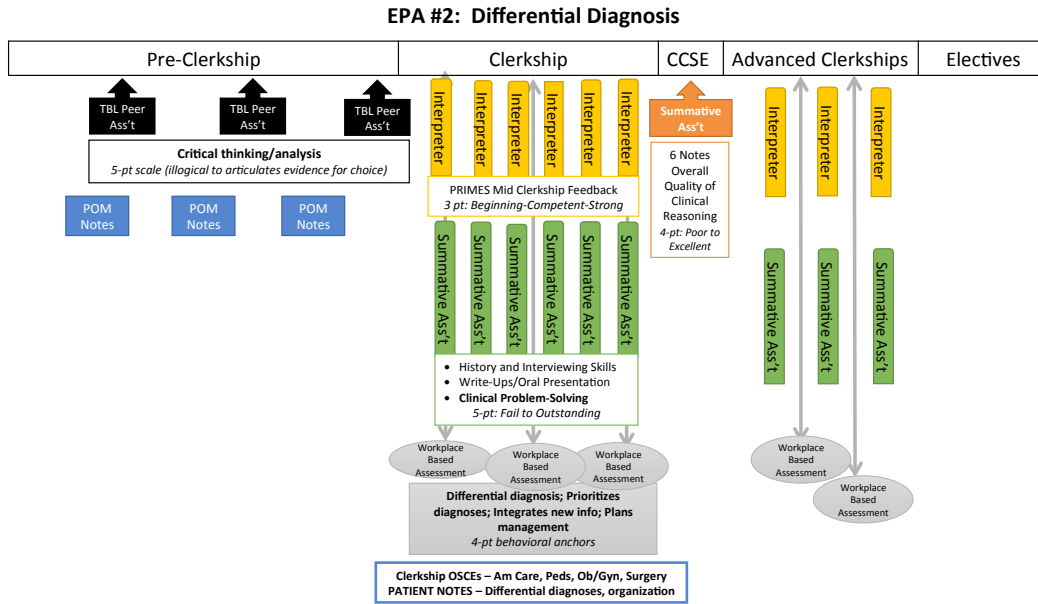 EPA #2: Differential Diagnosis
Pre-Clerkship
Clerkship
CCSE
Advanced Clerkships
Electives
TBL Peer
Ass't
TBL Peer
Ass't
TBL Peer
Ass't
Critical thinking/analysis
5-pt scale (illogical to articulates evidence for choice)
POM
Notes
POM
Notes
POM
Notes
Interpreter
Interpreter
Interpreter
Interpreter
Interpreter
Interpreter
PRIMES Mid Clerkship Feedback
3 pt: Beginning-Competent-Strong
Summative Ass't
Summative Ass't
Summative Ass't
Summative Ass't
Summative Ass't
Summative Ass't
• History and Interviewing Skills
• Write-Ups/Oral Presentation
• Clinical Problem-Solving
5-pt: Fail to Outstanding
Workplace
Based
Assessment
Workplace
Based
Assessment
Workplace
Based
Assessment
Differential diagnosis; Prioritizes
diagnoses; Integrates new info; Plans
management
4-pt behavioral anchors
Clerkship OSCEs – Am Care, Peds, Ob/Gyn, Surgery
PATIENT NOTES – Differential diagnoses, organization
Summative
Ass't
6 Notes
Overall
Quality of
Clinical
Reasoning
4-pt: Poor to
Excellent
Interpreter
Interpreter
Interpreter
Summative Ass't
Summative Ass't
Summative Ass't
Workplace
Based
Assessment
Workplace
Based
Assessment